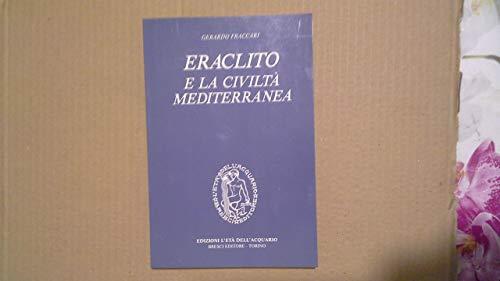 GERARDO FRACCARI
ERACLITO
E LA CIVILTÀ
MEDITERRANEA
EDIZIONI L'ETÀ DELL'ACQUARIO
BRESCI EDITORE - TORINO